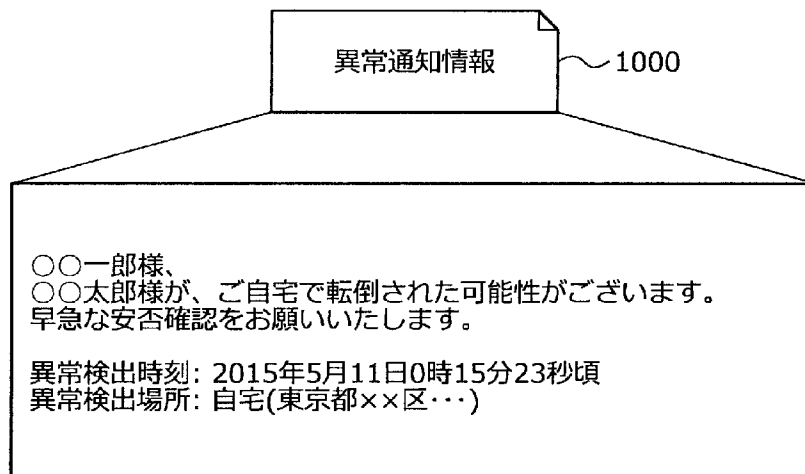 異常通知情報
1000
○○一郎様、
○○太郎様が、ご自宅で転倒された可能性がございます。
早急な安否確認をお願いいたします。
異常検出時刻: 2015年5月11日0時15分23秒頃
異常検出場所: 自宅(東京都××区･･･)